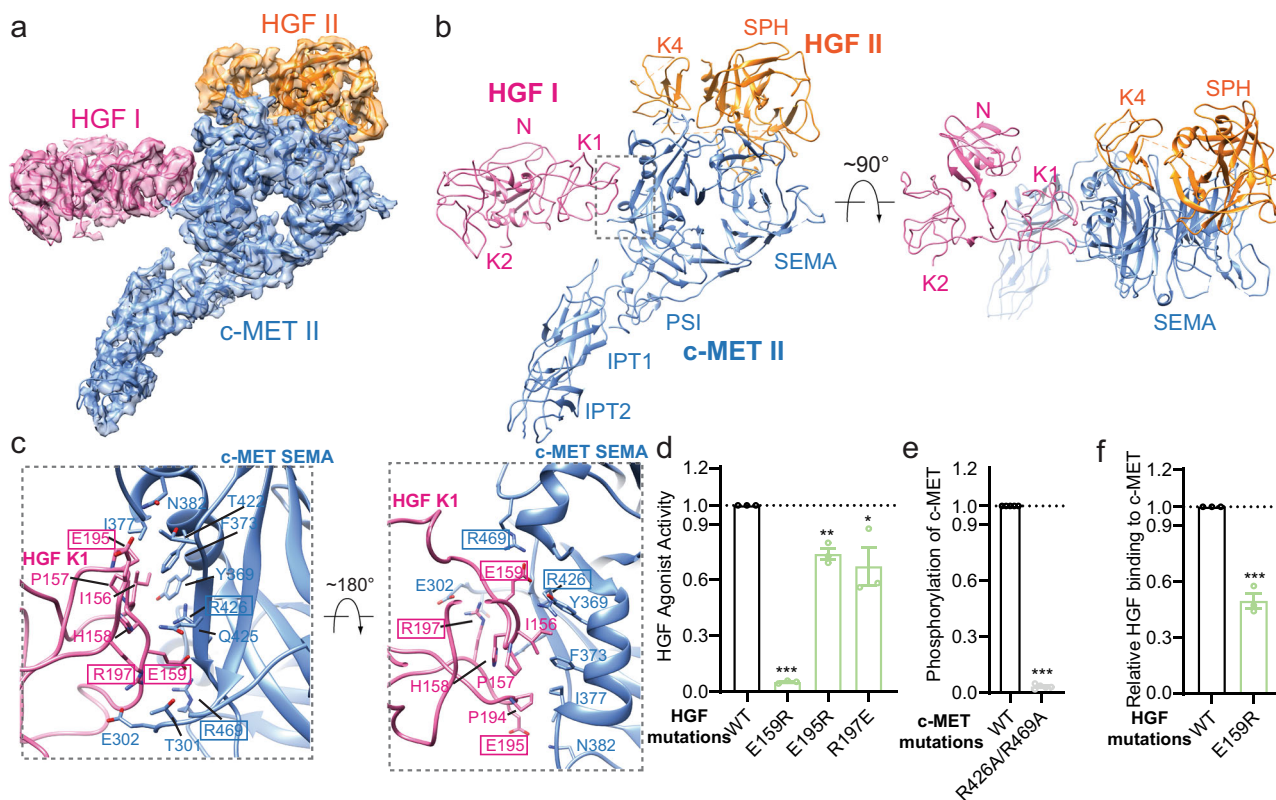 a
HGF II
HGF I
c-MET II
b
SPH
K4
HGF II
HGF I
N
K1
K2
SEMA
PSI
c-MET II
IPT1
IPT2
~90°
SPH
K4
N
K1
K2
SEMA
c
c-MET SEMA
N382
T422
I377
F373
E195
HGF K1
P157
Y369
I156
R426
H158
Q425
R197
E159
R469
E302
T301
~180°
c-MET SEMA
HGF K1
R469
E159
E302
R426
Y369
R197
I156
F373
H158
P157
I377
P194
E195
N382
d
HGF Agonist Activity
1.2
1.0
0.9
0.6
0.3
0.0
***
**
*
HGF mutations
WT
E159R
E195R
R197E
e
Phosphorylation of c-MET
1.2
1.0
0.9
0.6
0.3
0.0
***
c-MET mutations
WT
R426A/R469A
f
Relative HGF binding to c-MET
1.2
1.0
0.9
0.6
0.3
0.0
***
HGF mutations
WT
E159R